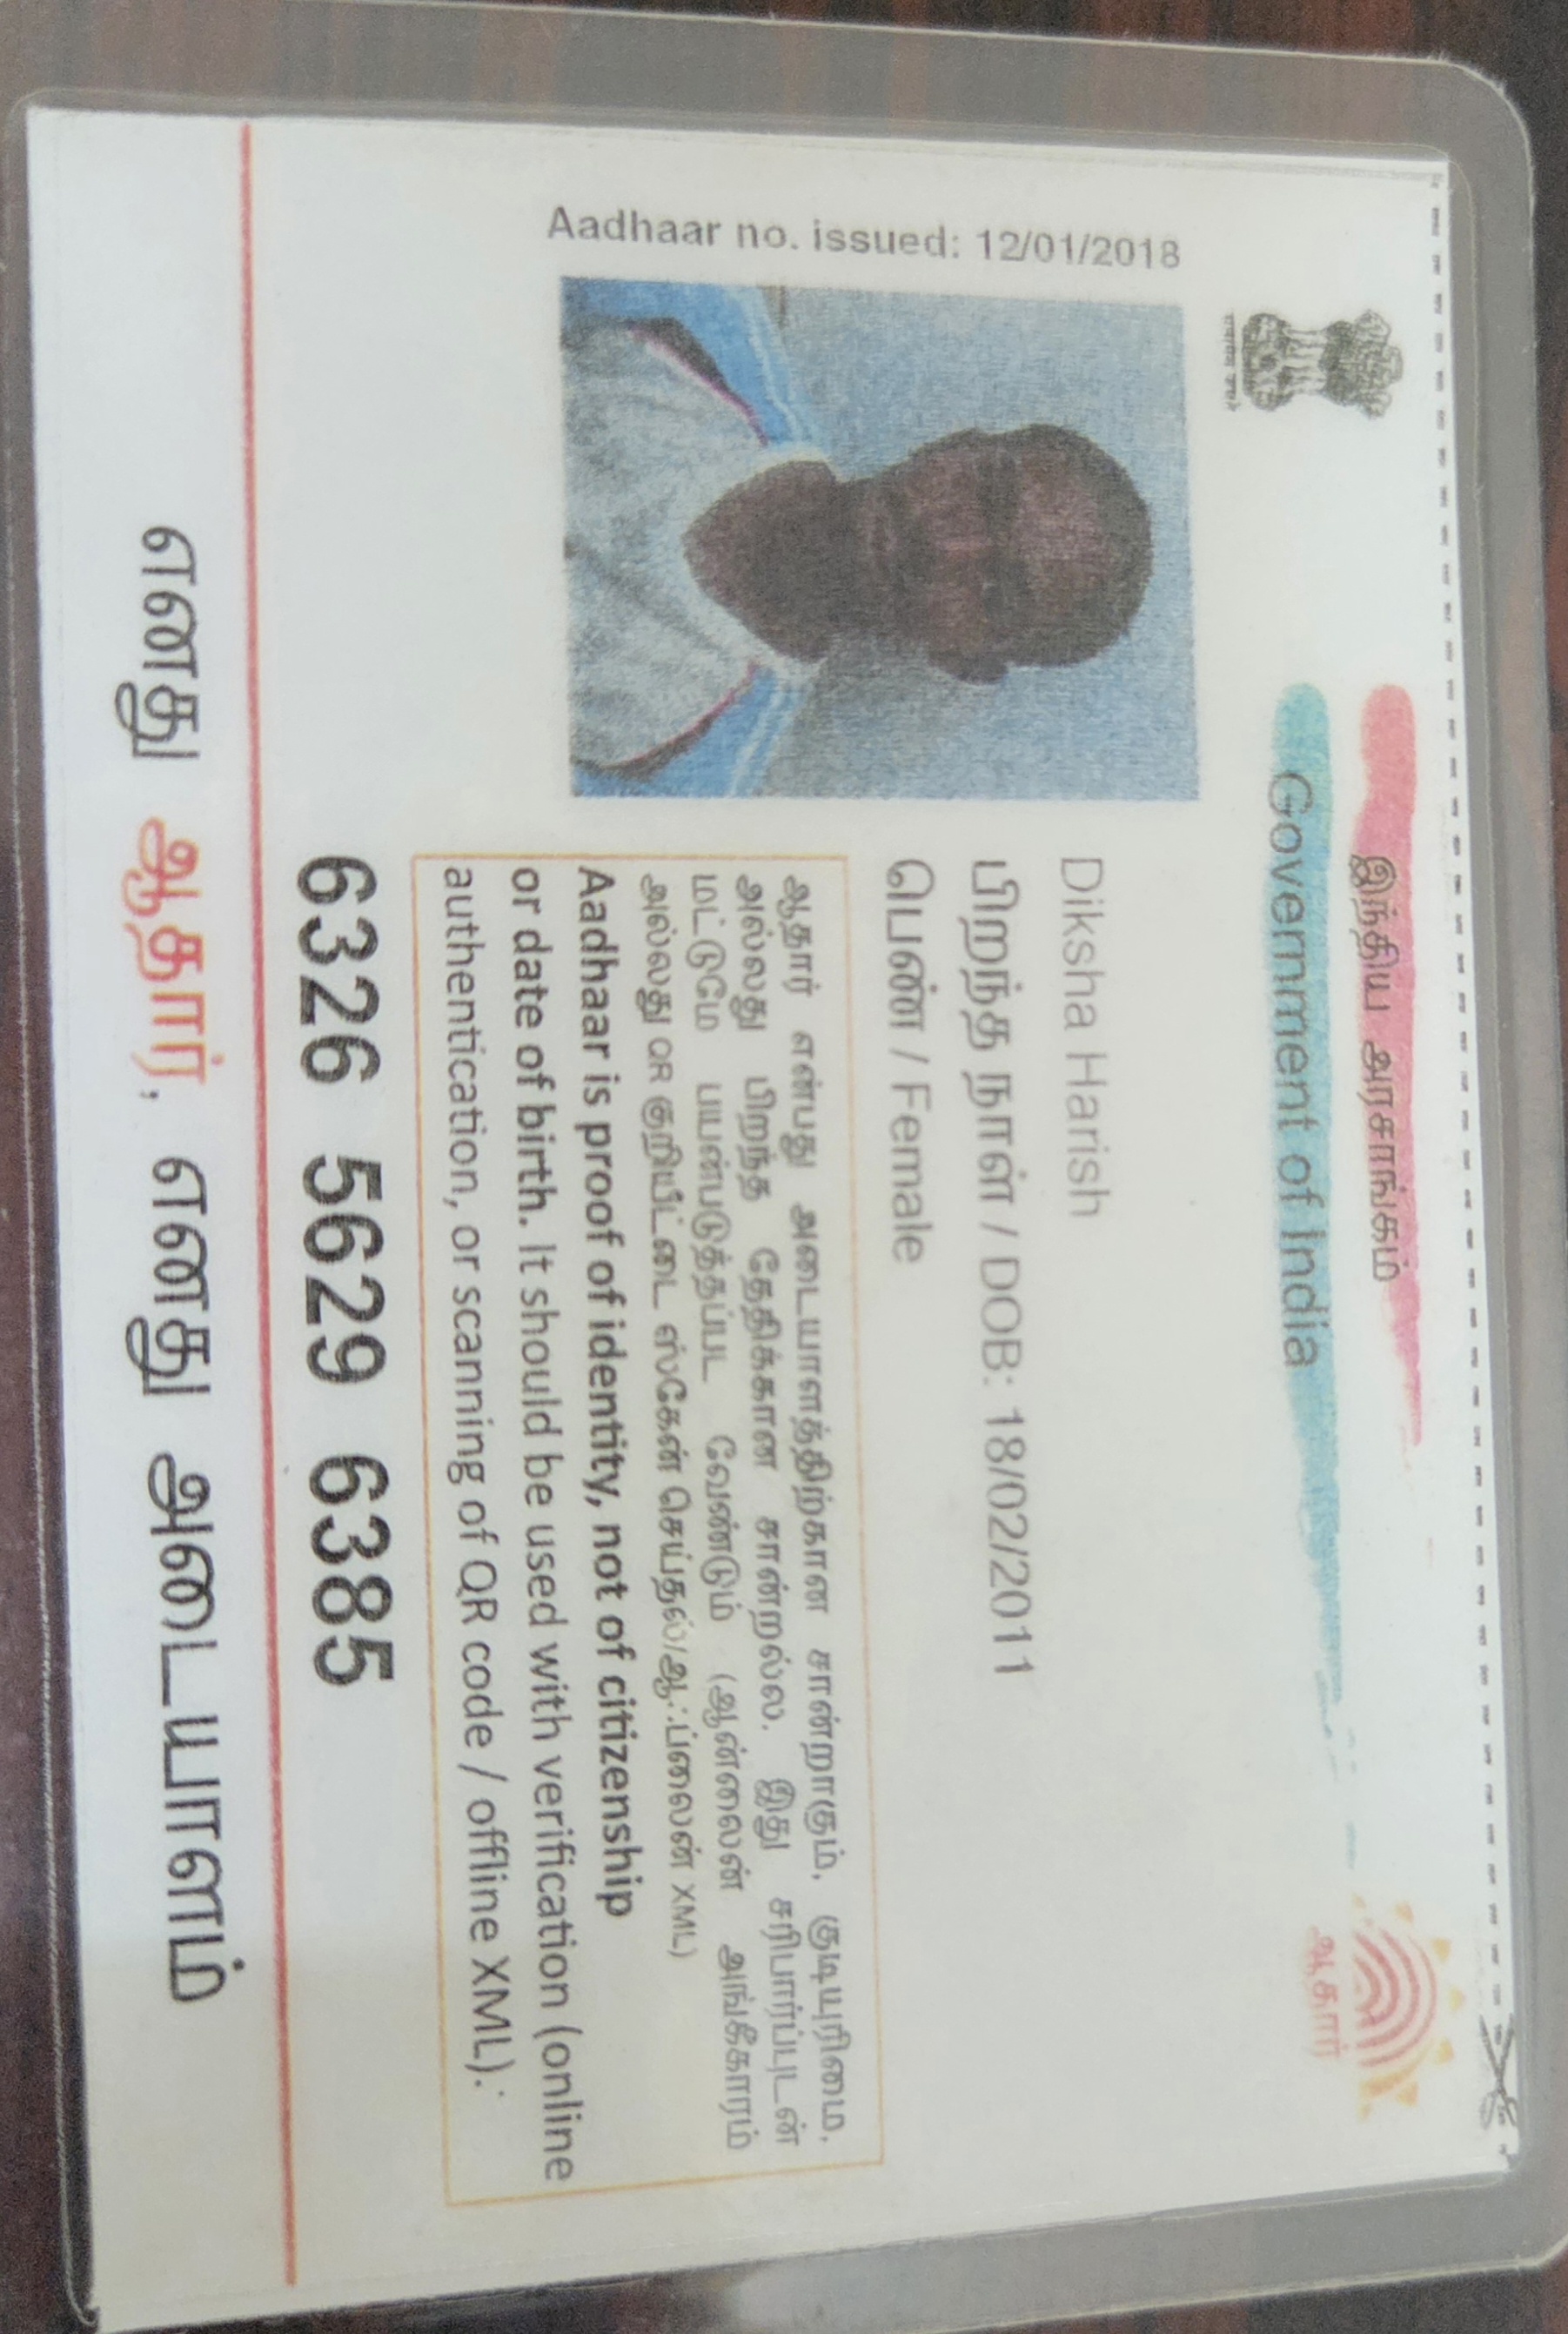 இந்திய அரசாங்கம்
Government of India
ஆதார்
Aadhaar no. issued: 12/01/2018
Diksha Harish
பிறந்த நாள் / DOB: 18/02/2011
பெண் / Female
ஆதார் என்பது அடையாளத்திற்கான சான்றாகும், குடியுரிமை,
அல்லது பிறந்த தேதிக்கான சான்றல்ல. இது சரிபார்ப்புடன்
மட்டுமே பயன்படுத்தப்பட வேண்டும் (ஆன்லைன் அங்கீகாரம்
அல்லது QR குறியீட்டை ஸ்கேன் செய்தல்/ஆஃப்லைன் XML)
Aadhaar is proof of identity, not of citizenship
or date of birth. It should be used with verification (online
authentication, or scanning of QR code / offline XML).
6326 5629 6385
எனது ஆதார், எனது அடையாளம்